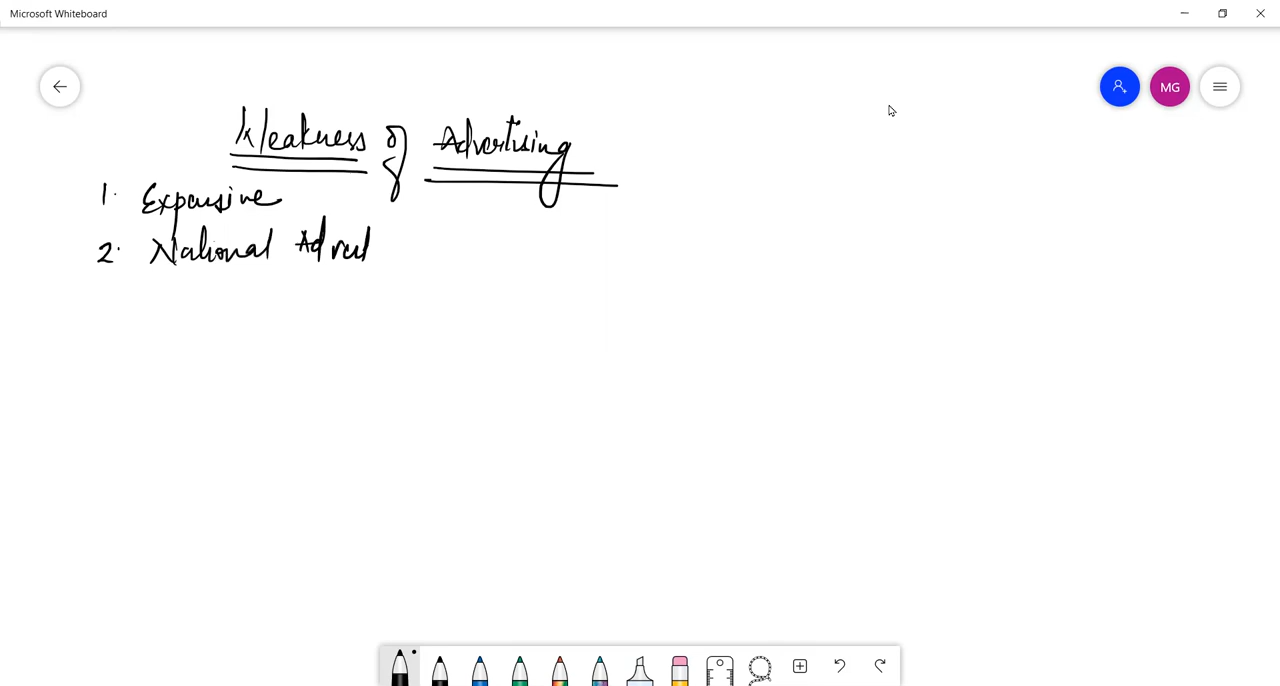 Microsoft Whiteboard
MG
Weakness of Advertising
1. Expensive
2. National Advert